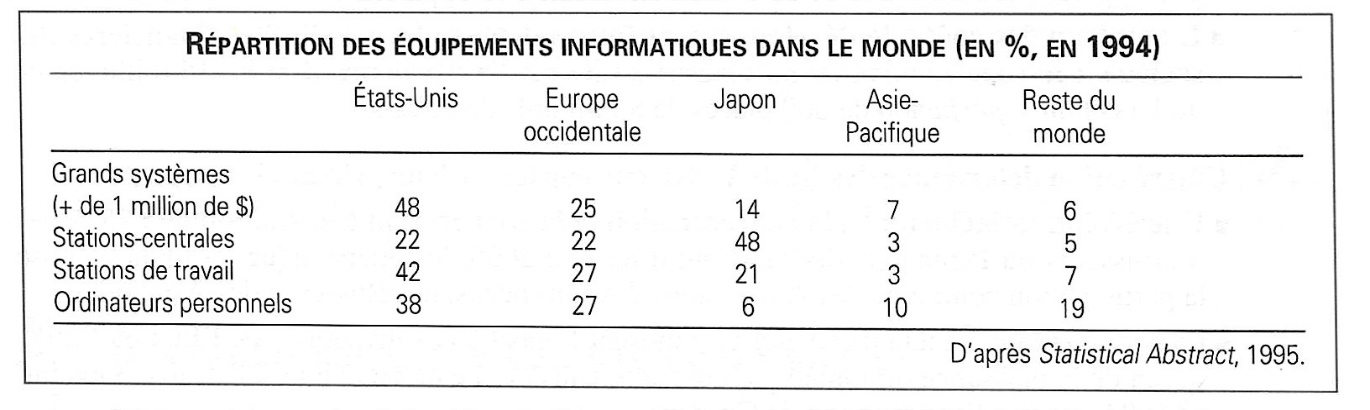 RÉPARTITION DES ÉQUIPEMENTS INFORMATIQUES DANS LE MONDE (EN %, EN 1994)
États-Unis Europe occidentale Japon Asie-Pacifique Reste du monde
Grands systèmes
(+ de 1 million de $) 48 25 14 7 6
Stations-centrales 22 22 48 3 5
Stations de travail 42 27 21 3 7
Ordinateurs personnels 38 27 6 10 19
D'après Statistical Abstract, 1995.